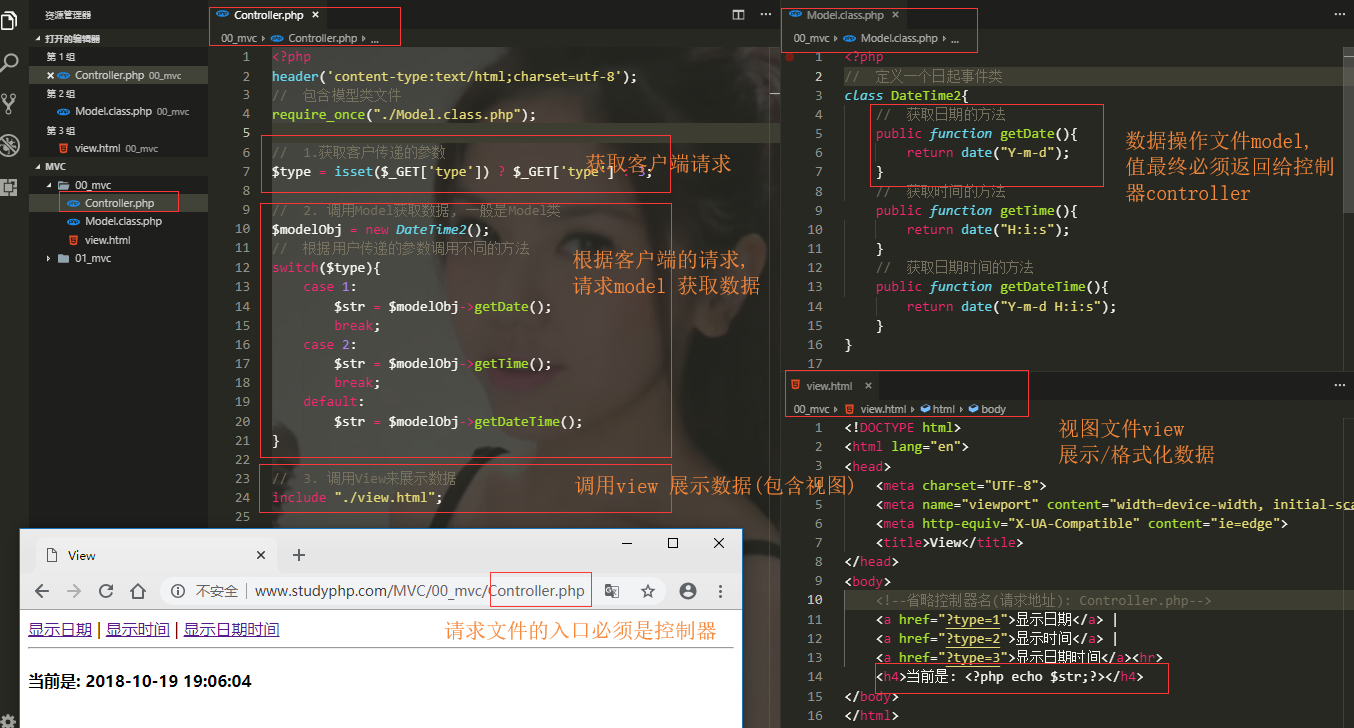 资源管理器
打开的编辑器
第 1 组
Controller.php 00_mvc
第 2 组
Model.class.php 00_mvc
第 3 组
view.html 00_mvc
MVC
00_mvc
Controller.php
Model.class.php
view.html
01_mvc
Controller.php
00_mvc Controller.php ...
1 <?php
2 header('content-type:text/html;charset=utf-8');
3 // 包含模型类文件
4 require_once("./Model.class.php");
5
6 // 1.获取客户传递的参数
7 $type = isset($_GET['type']) ? $_GET['type'] : 3;
获取客户端请求
8
9 // 2. 调用Model获取数据, 一般是Model类
10 $modelObj = new DateTime2();
11 // 根据用户传递的参数调用不同的方法
12 switch($type){
13 case 1:
14 $str = $modelObj->getDate();
15 break;
16 case 2:
17 $str = $modelObj->getTime();
18 break;
19 default:
20 $str = $modelObj->getDateTime();
21 }
根据客户端的请求,
请求model 获取数据
22
23 // 3. 调用View来展示数据
24 include "./view.html";
25
调用view 展示数据(包含视图)
Model.class.php
00_mvc Model.class.php ...
1 <?php
2 // 定义一个日起事件类
3 class DateTime2{
4 // 获取日期的方法
5 public function getDate(){
6 return date("Y-m-d");
7 }
8 // 获取时间的方法
9 public function getTime(){
10 return date("H:i:s");
11 }
12 // 获取日期时间的方法
13 public function getDateTime(){
14 return date("Y-m-d H:i:s");
15 }
16 }
17
数据操作文件model,
值最终必须返回给控制
器controller
view.html
00_mvc view.html html body
1 <!DOCTYPE html>
2 <html lang="en">
3 <head>
4 <meta charset="UTF-8">
5 <meta name="viewport" content="width=device-width, initial-sca
6 <meta http-equiv="X-UA-Compatible" content="ie=edge">
7 <title>View</title>
8 </head>
9 <body>
10 <!--省略控制器名(请求地址): Controller.php-->
11 <a href="?type=1">显示日期</a> |
12 <a href="?type=2">显示时间</a> |
13 <a href="?type=3">显示日期时间</a><hr>
14 <h4>当前是: <?php echo $str;?></h4>
15 </body>
16 </html>
视图文件view
展示/格式化数据
View
不安全 www.studyphp.com/MVC/00_mvc/Controller.php
显示日期 | 显示时间 | 显示日期时间
请求文件的入口必须是控制器
当前是: 2018-10-19 19:06:04